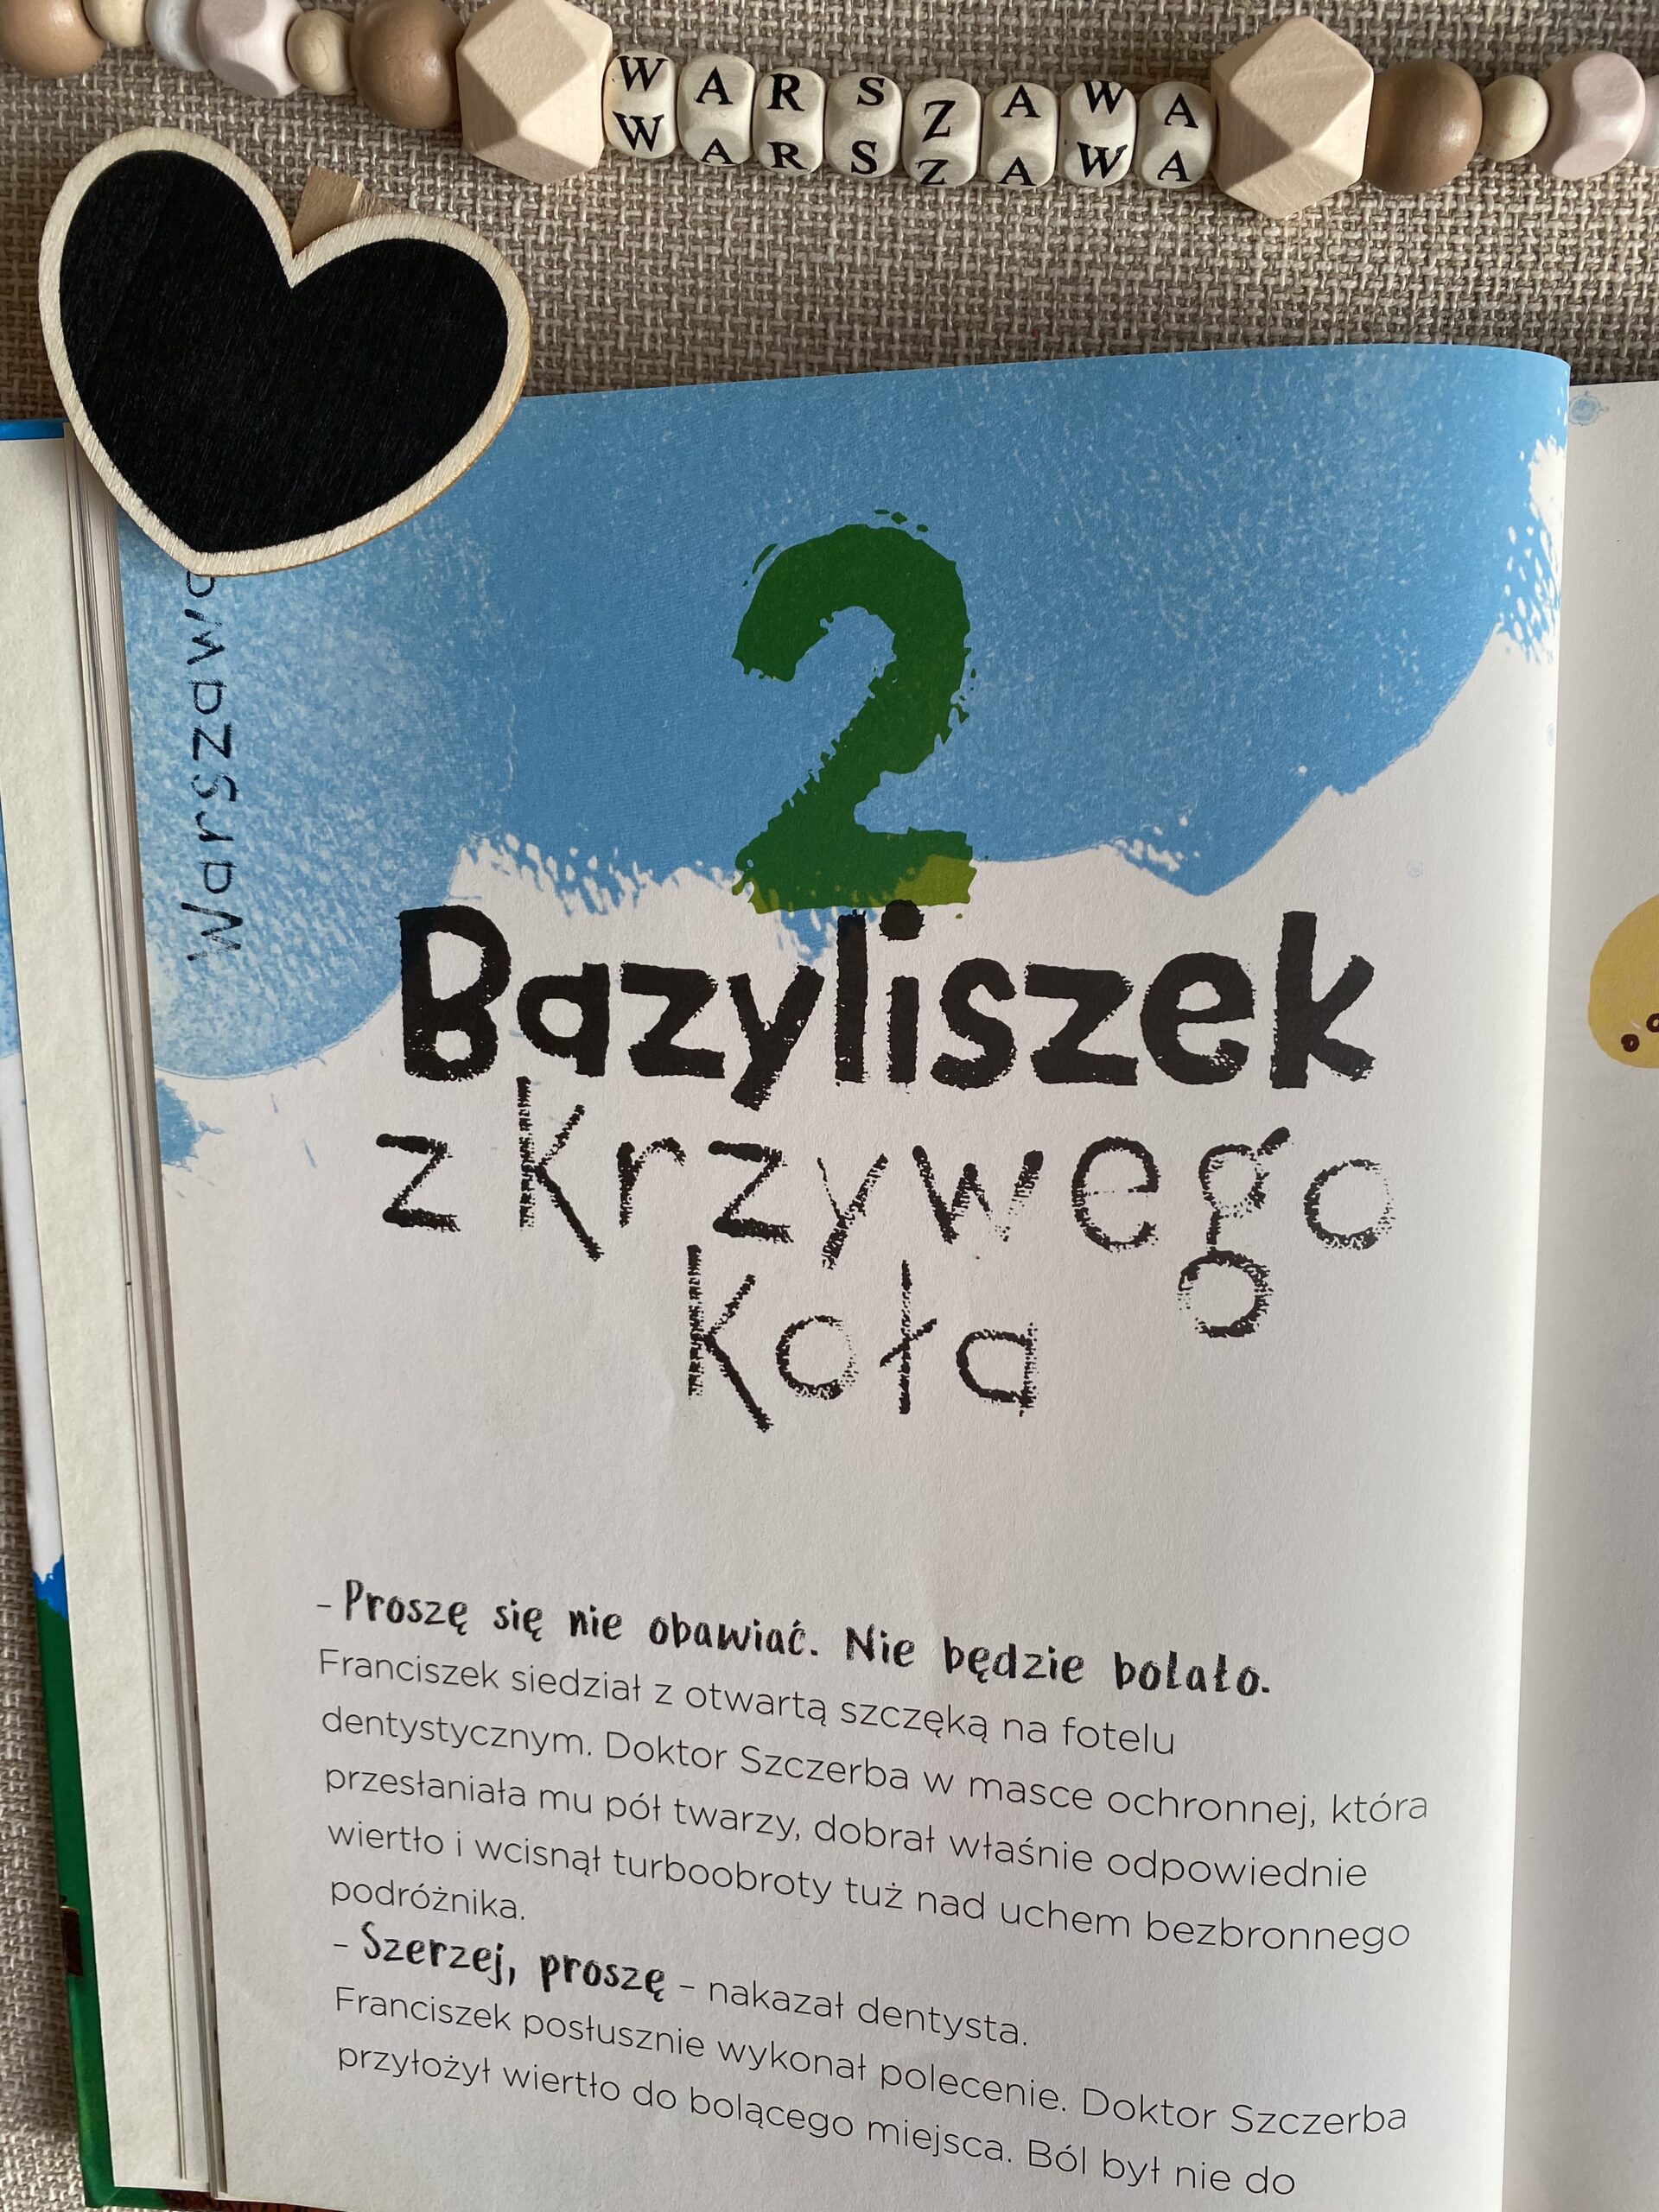 WARSZAWA
WARSZAWA
Warszawa
2
Bazyliszek
z Krzywego
Koła
– Proszę się nie obawiać. Nie będzie bolało.
Franciszek siedział z otwartą szczęką na fotelu
dentystycznym. Doktor Szczerba w masce ochronnej, która
przesłaniała mu pół twarzy, dobrał właśnie odpowiednie
wiertło i wcisnął turboobroty tuż nad uchem bezbronnego
podróżnika.
– Szerzej, proszę – nakazał dentysta.
Franciszek posłusznie wykonał polecenie. Doktor Szczerba
przyłożył wiertło do bolącego miejsca. Ból był nie do